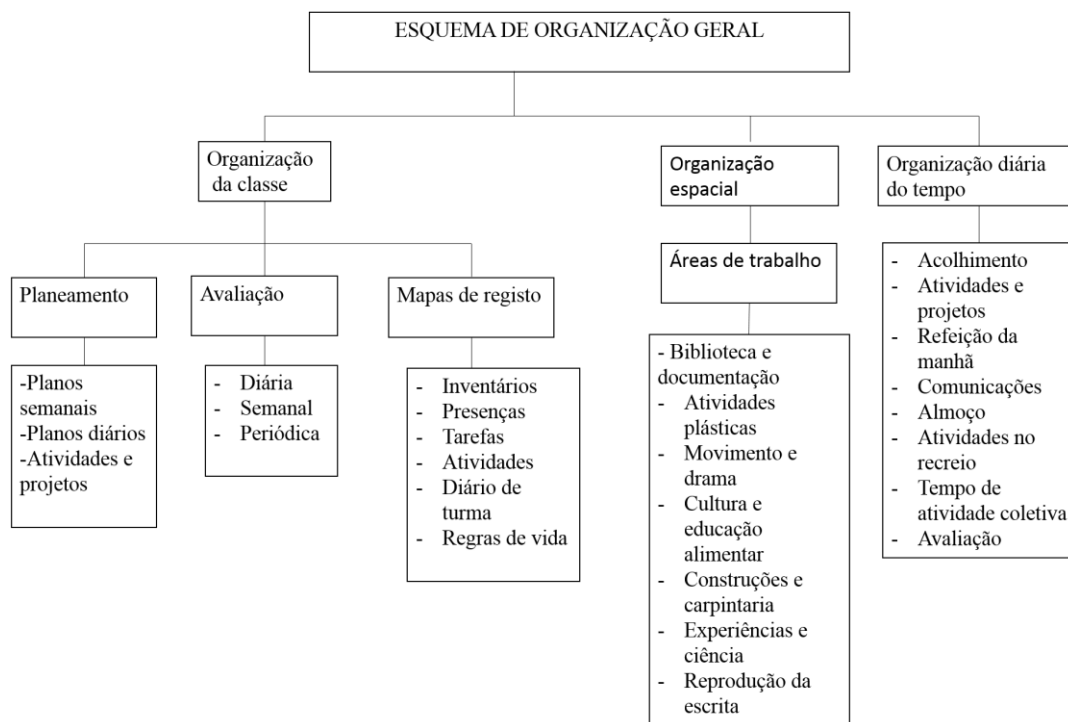 ESQUEMA DE ORGANIZAÇÃO GERAL
Organização
da classe
Organização
espacial
Organização diária
do tempo
Planeamento
Avaliação
Mapas de registo
Áreas de trabalho
-Planos
semanais
-Planos diários
-Atividades e
projetos
- Diária
- Semanal
- Periódica
- Inventários
- Presenças
- Tarefas
- Atividades
- Diário de
turma
- Regras de vida
- Biblioteca e
documentação
- Atividades
plásticas
- Movimento e
drama
- Cultura e
educação
alimentar
- Construções e
carpintaria
- Experiências e
ciência
- Reprodução da
escrita
- Acolhimento
- Atividades e
projetos
- Refeição da
manhã
- Comunicações
- Almoço
- Atividades no
recreio
- Tempo de
atividade coletiva
- Avaliação